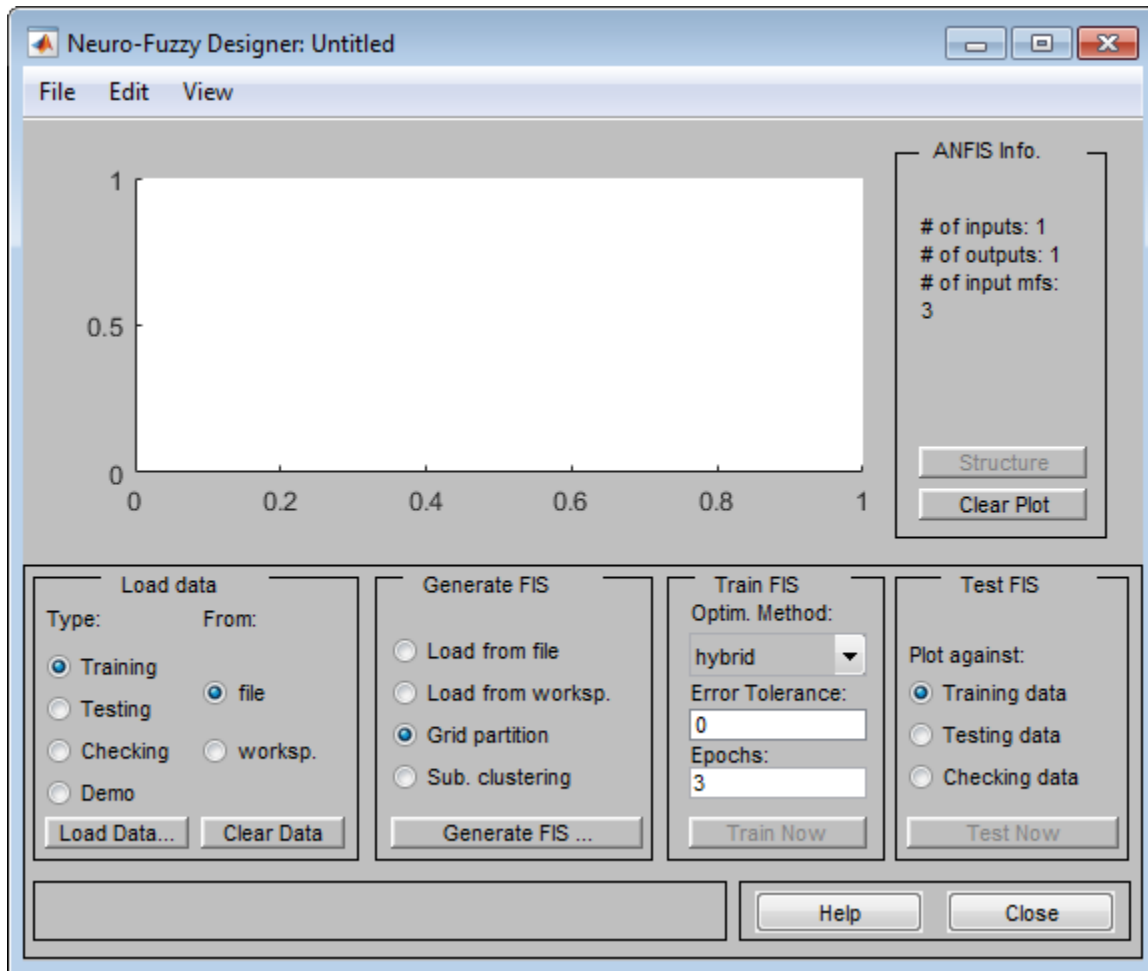 Neuro-Fuzzy Designer: Untitled
File Edit View
ANFIS Info.
# of inputs: 1
# of outputs: 1
# of input mfs:
3
Structure
Clear Plot
1
0.5
0
0 0.2 0.4 0.6 0.8 1
Load data
Type: From:
Training
file
Testing
Checking
worksp.
Demo
Load Data... Clear Data
Generate FIS
Load from file
Load from worksp.
Grid partition
Sub. clustering
Generate FIS ...
Train FIS
Optim. Method:
hybrid
Error Tolerance:
0
Epochs:
3
Train Now
Test FIS
Plot against:
Training data
Testing data
Checking data
Test Now
Help Close